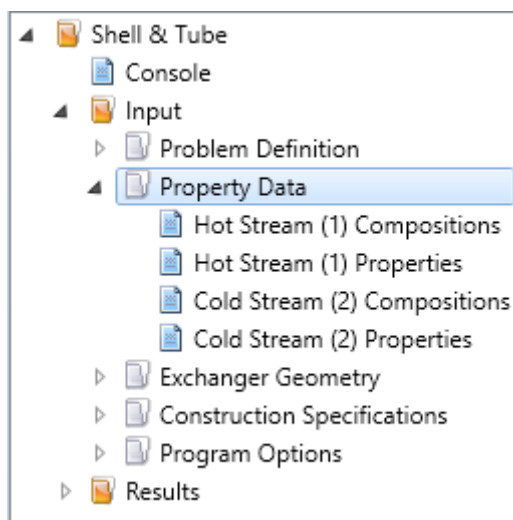 Shell & Tube
Console
Input
Problem Definition
Property Data
Hot Stream (1) Compositions
Hot Stream (1) Properties
Cold Stream (2) Compositions
Cold Stream (2) Properties
Exchanger Geometry
Construction Specifications
Program Options
Results